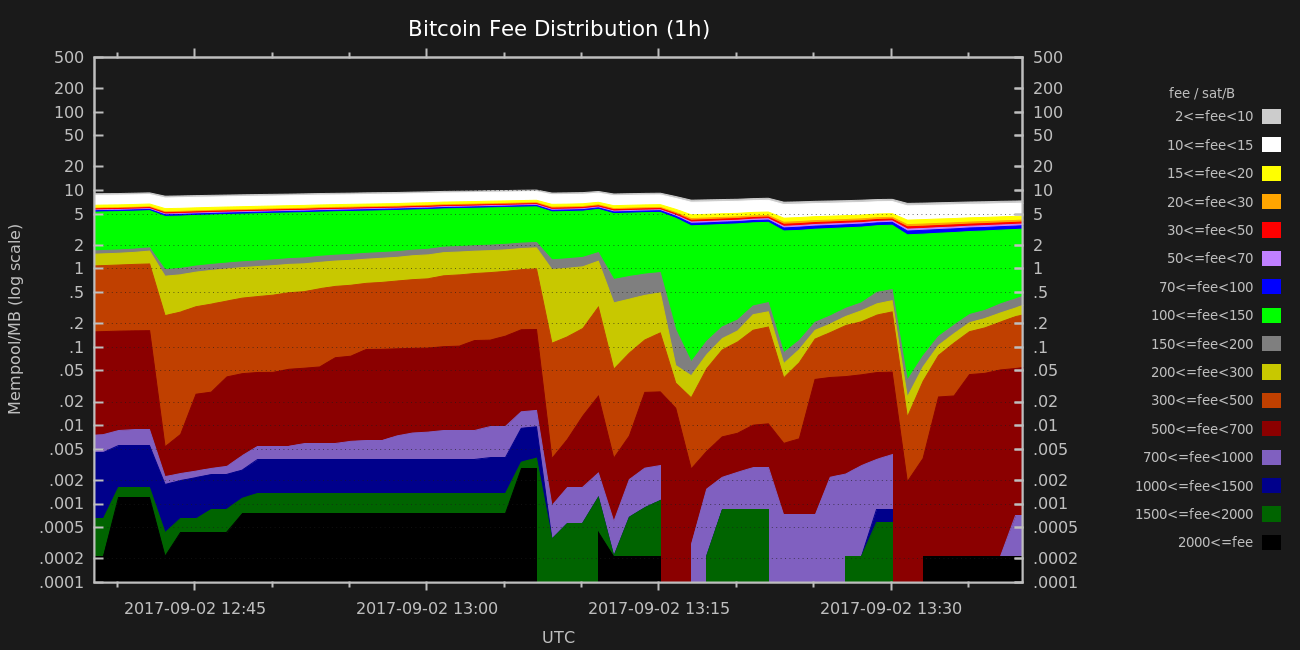 Bitcoin Fee Distribution (1h)
Mempool/MB (log scale)
500
200
100
50
20
10
5
2
1
.5
.2
.1
.05
.02
.01
.005
.002
.001
.0005
.0002
.0001
500
200
100
50
20
10
5
2
1
.5
.2
.1
.05
.02
.01
.005
.002
.001
.0005
.0002
.0001
2017-09-02 12:45
2017-09-02 13:00
2017-09-02 13:15
2017-09-02 13:30
UTC
fee / sat/B
2<=fee<10
10<=fee<15
15<=fee<20
20<=fee<30
30<=fee<50
50<=fee<70
70<=fee<100
100<=fee<150
150<=fee<200
200<=fee<300
300<=fee<500
500<=fee<700
700<=fee<1000
1000<=fee<1500
1500<=fee<2000
2000<=fee